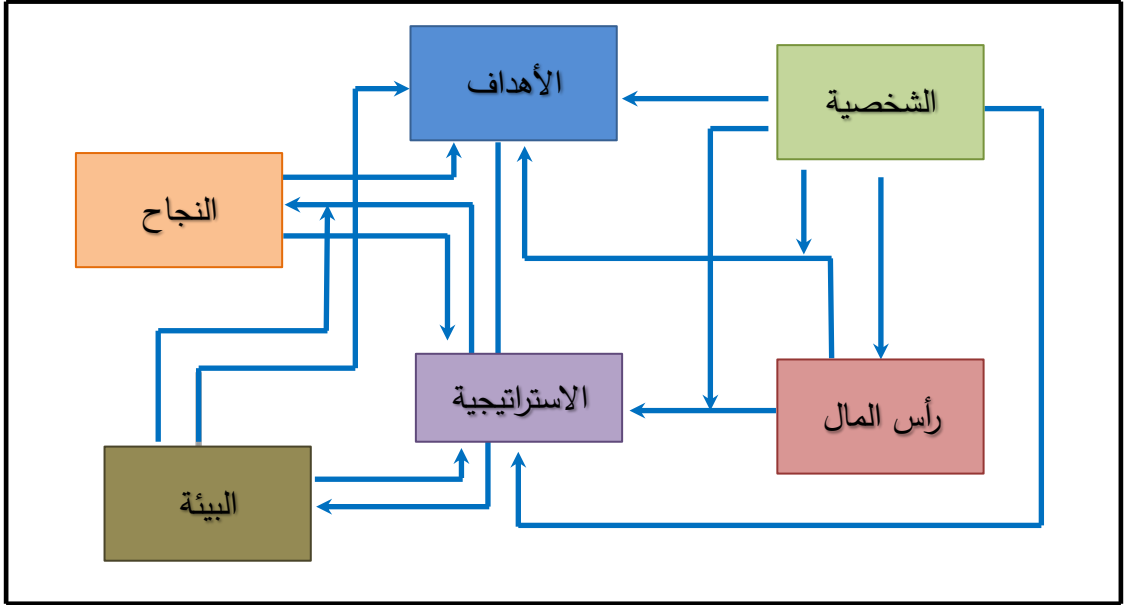 الأهداف
الشخصية
النجاح
الاستراتيجية
رأس المال
البيئة